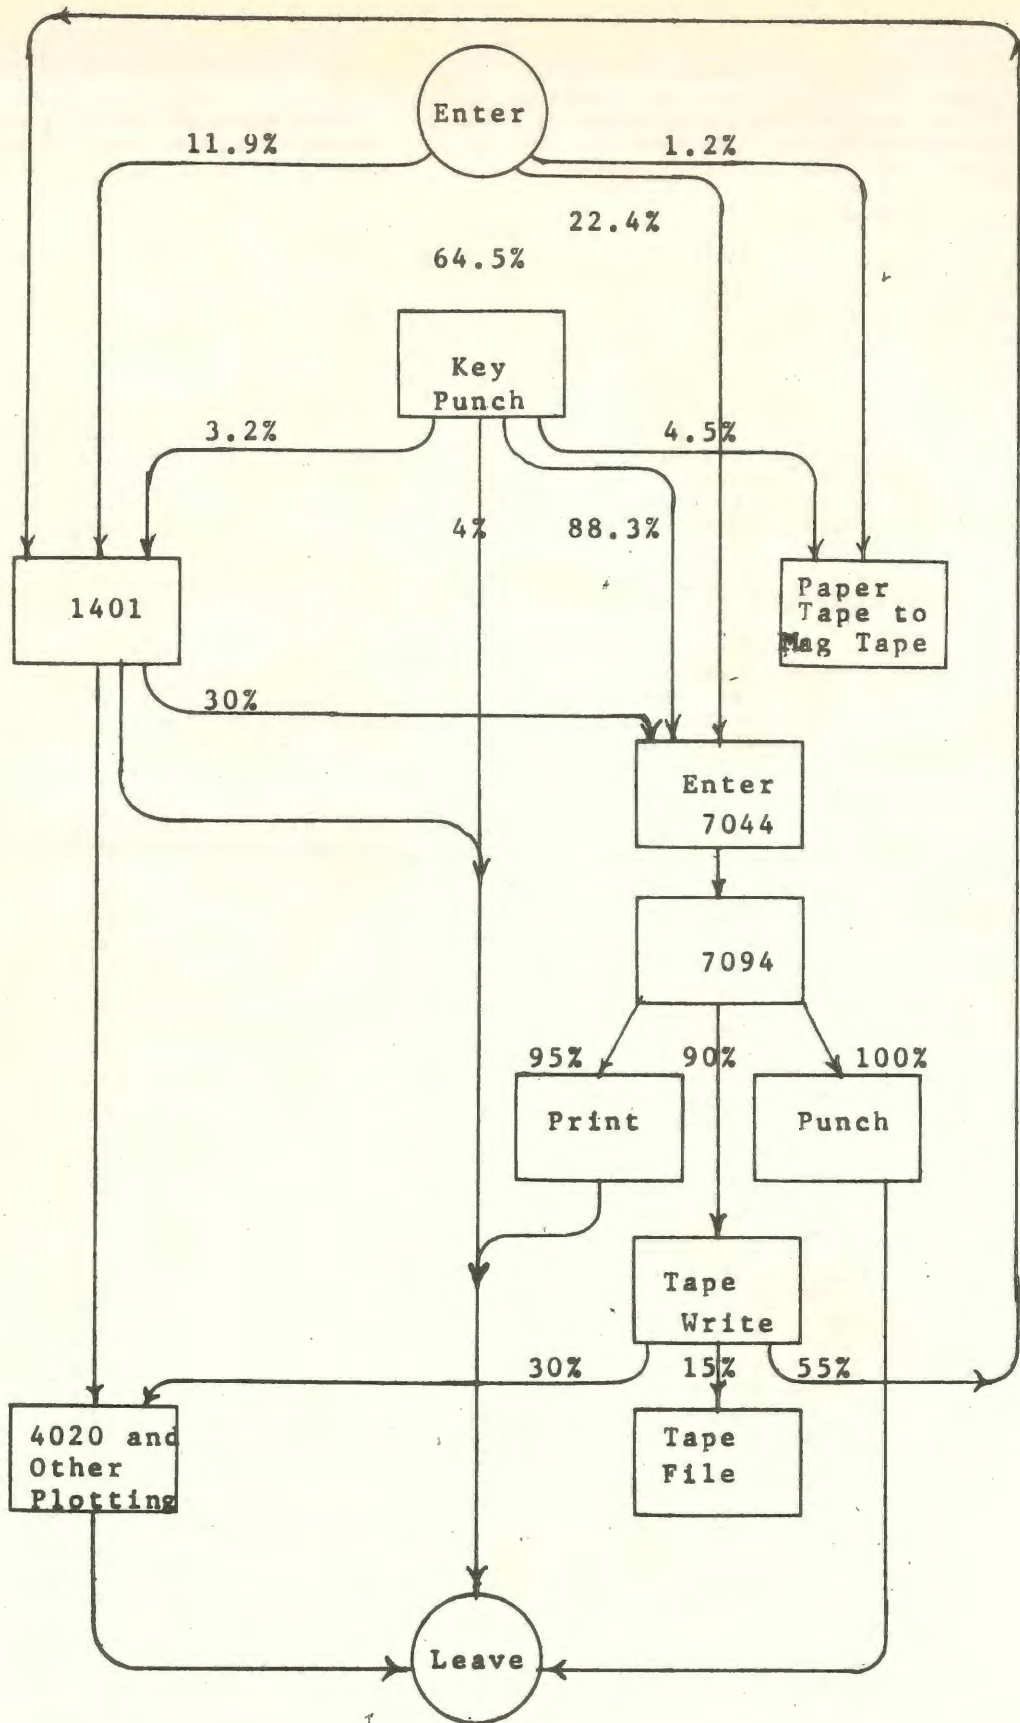 Enter
11.9%
1.2%
22.4%
64.5%
Key
Punch
3.2%
4.5%
4%
88.3%
1401
Paper
Tape to
Mag Tape
30%
Enter
7044
7094
95%
90%
100%
Print
Punch
Tape
Write
30%
15%
55%
4020 and
Other
Plotting
Tape
File
Leave